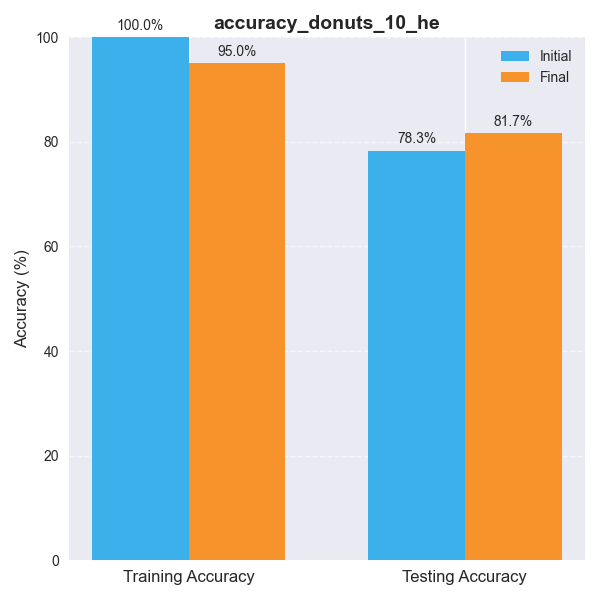 accuracy_donuts_10_he
100.0%
95.0%
78.3%
81.7%
Initial
Final
Accuracy (%)
100
80
60
40
20
0
Training Accuracy
Testing Accuracy